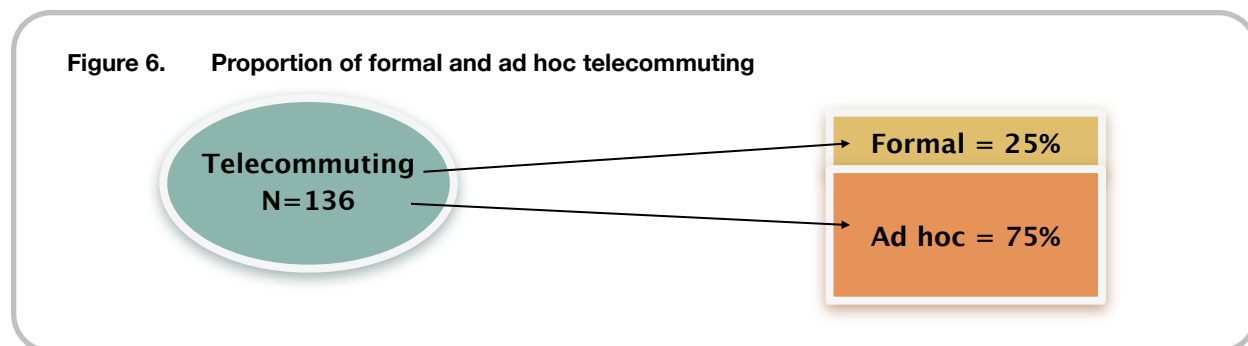 Figure 6. Proportion of formal and ad hoc telecommuting
Telecommuting
N=136
Formal = 25%
Ad hoc = 75%